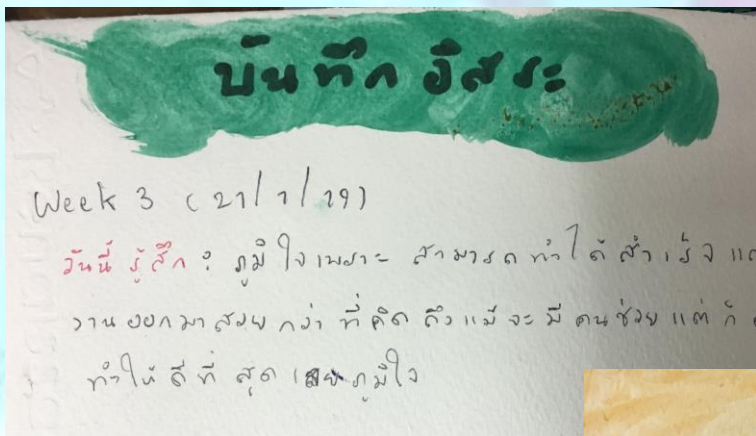 บันทึกอิสระ
Week 3 (21/1/19)
วันนี้รู้สึก : ภูมิใจเพราะ สามารถทำได้สำเร็จ และ
งานออกมาสวยกว่าที่คิด ถึงแม้จะมีคนช่วยแต่ก็
ทำให้ดีที่สุด เลยภูมิใจ